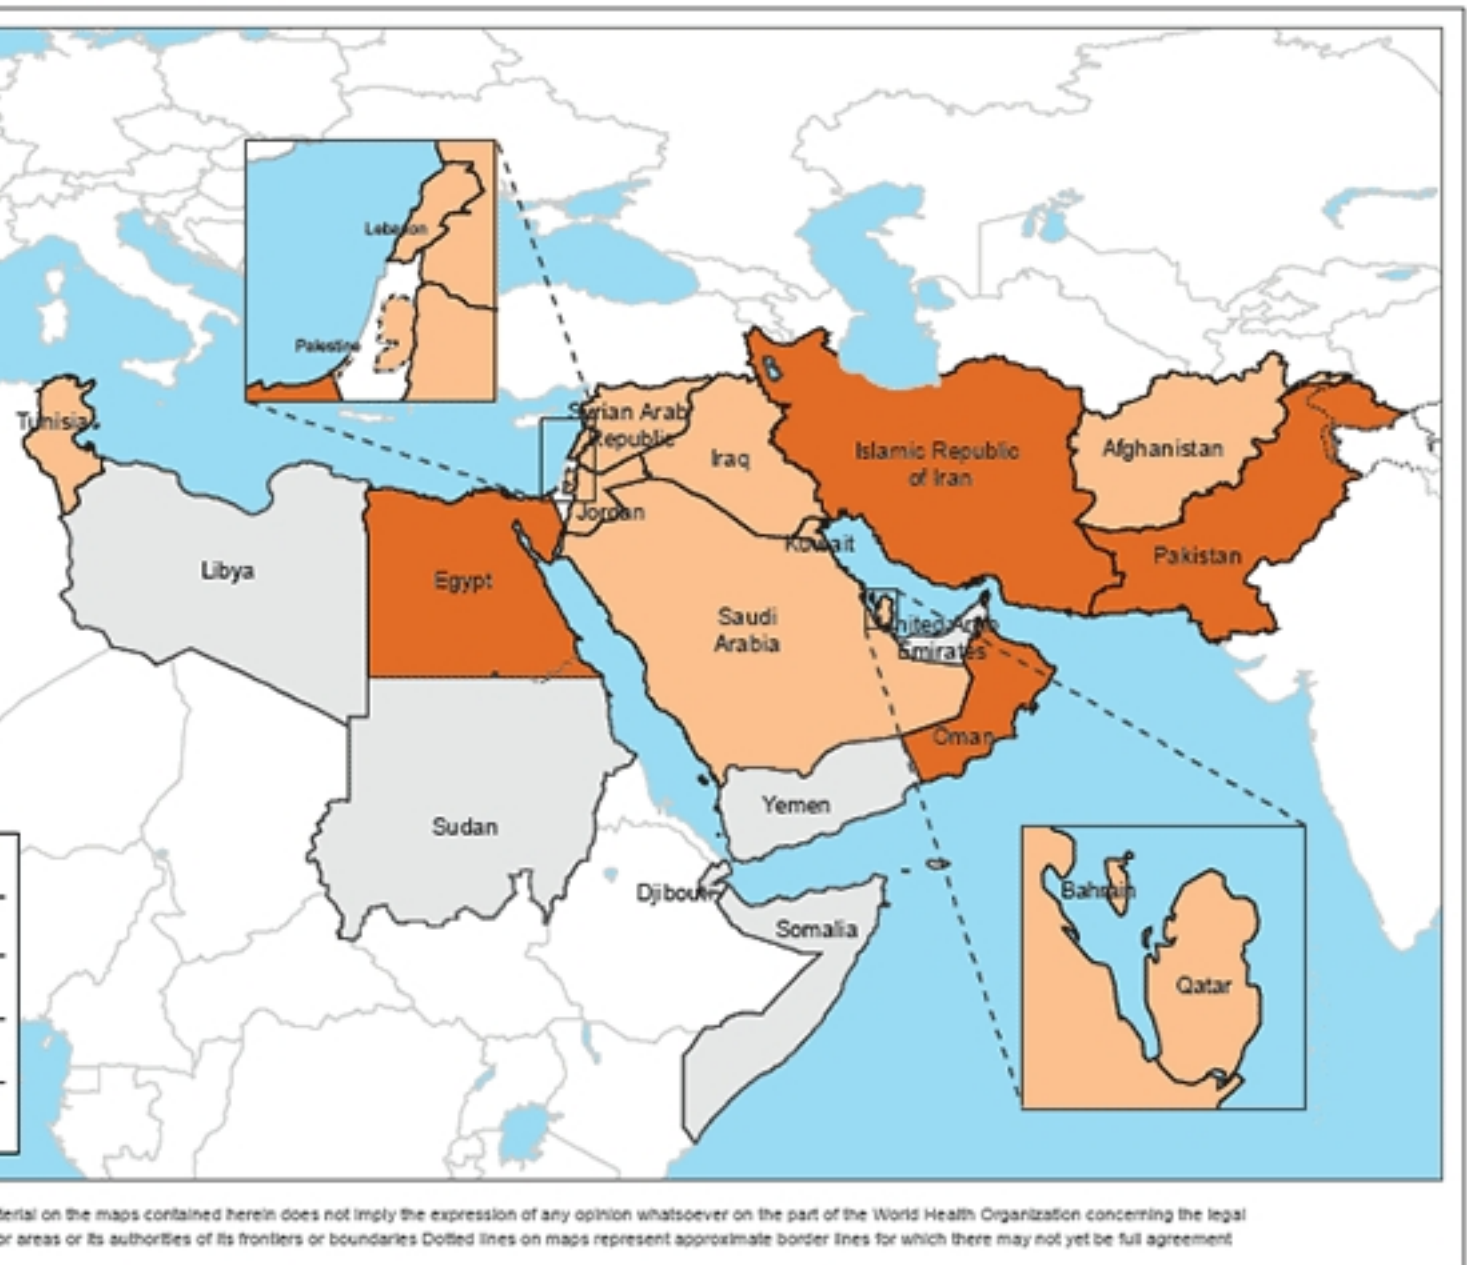 Lebanon
Palestine
Tunisia
Syrian Arab
Republic
Iraq
Islamic Republic
of Iran
Afghanistan
Jordan
Kuwait
Pakistan
Libya
Egypt
Saudi
Arabia
United Arab
Emirates
Oman
Yemen
Sudan
Djibouti
Somalia
Bahrain
Qatar
terial on the maps contained herein does not imply the expression of any opinion whatsoever on the part of the World Health Organization concerning the legal
or areas or its authorities of its frontiers or boundaries Dotted lines on maps represent approximate border lines for which there may not yet be full agreement